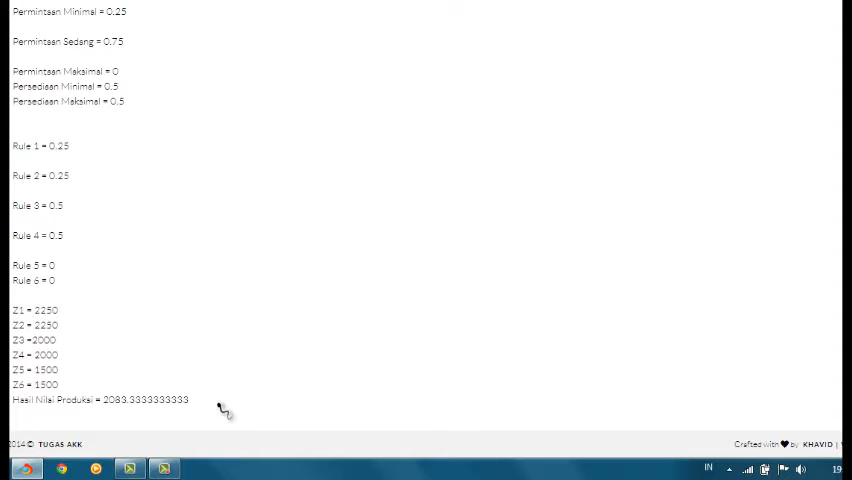 Permintaan Minimal = 0.25
Permintaan Sedang = 0.75
Permintaan Maksimal = 0
Persediaan Minimal = 0.5
Persediaan Maksimal = 0.5
Rule 1 = 0.25
Rule 2 = 0.25
Rule 3 = 0.5
Rule 4 = 0.5
Rule 5 = 0
Rule 6 = 0
Z1 = 2250
Z2 = 2250
Z3 =2000
Z4 = 2000
Z5 = 1500
Z6 = 1500
Hasil Nilai Produksi = 2083.3333333333
2014 © TUGAS AKK
Crafted with by KHAVID |
IN
19